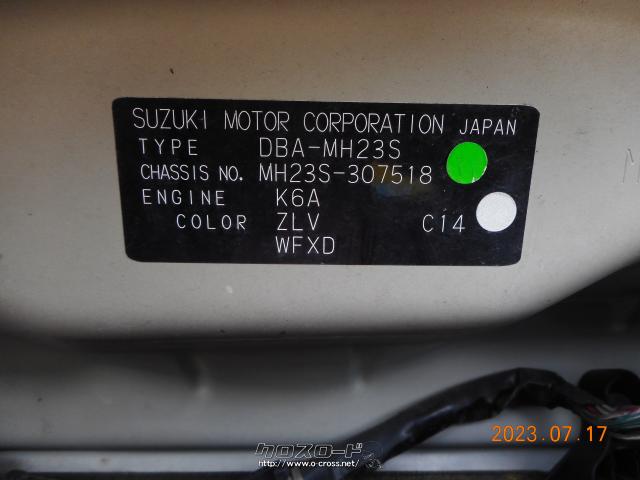 SUZUKI MOTOR CORPORATION JAPAN
TYPE DBA-MH23S
CHASSIS NO. MH23S-307518
ENGINE K6A
COLOR ZLV C14
WFXD
2023.07.17
クロスロード
http://www.o-cross.net/